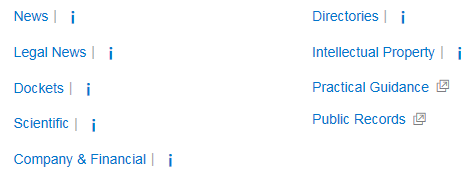 News |
Legal News |
Dockets |
Scientific |
Company & Financial |
Directories |
Intellectual Property |
Practical Guidance
Public Records